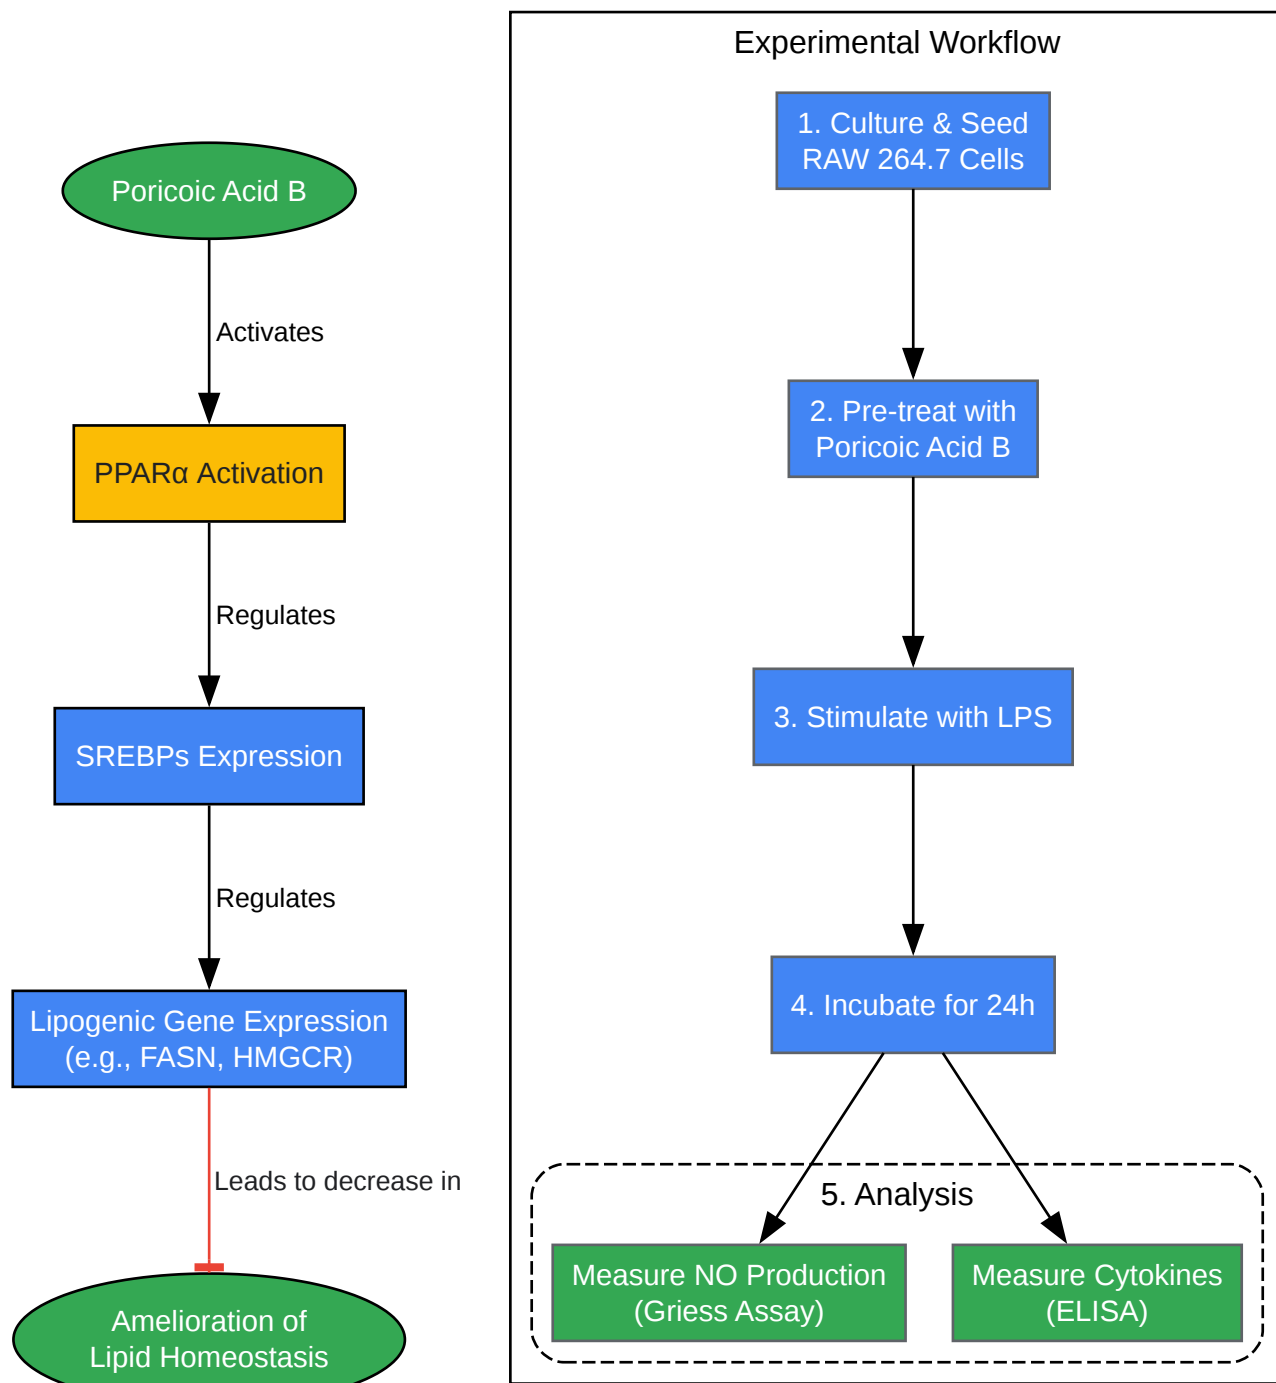 Poricoic Acid B
Activates
PPARα Activation
Regulates
SREBPs Expression
Regulates
Lipogenic Gene Expression
(e.g., FASN, HMGCR)
Leads to decrease in
Amelioration of
Lipid Homeostasis
Experimental Workflow
1. Culture & Seed
RAW 264.7 Cells
2. Pre-treat with
Poricoic Acid B
3. Stimulate with LPS
4. Incubate for 24h
5. Analysis
Measure NO Production
(Griess Assay)
Measure Cytokines
(ELISA)